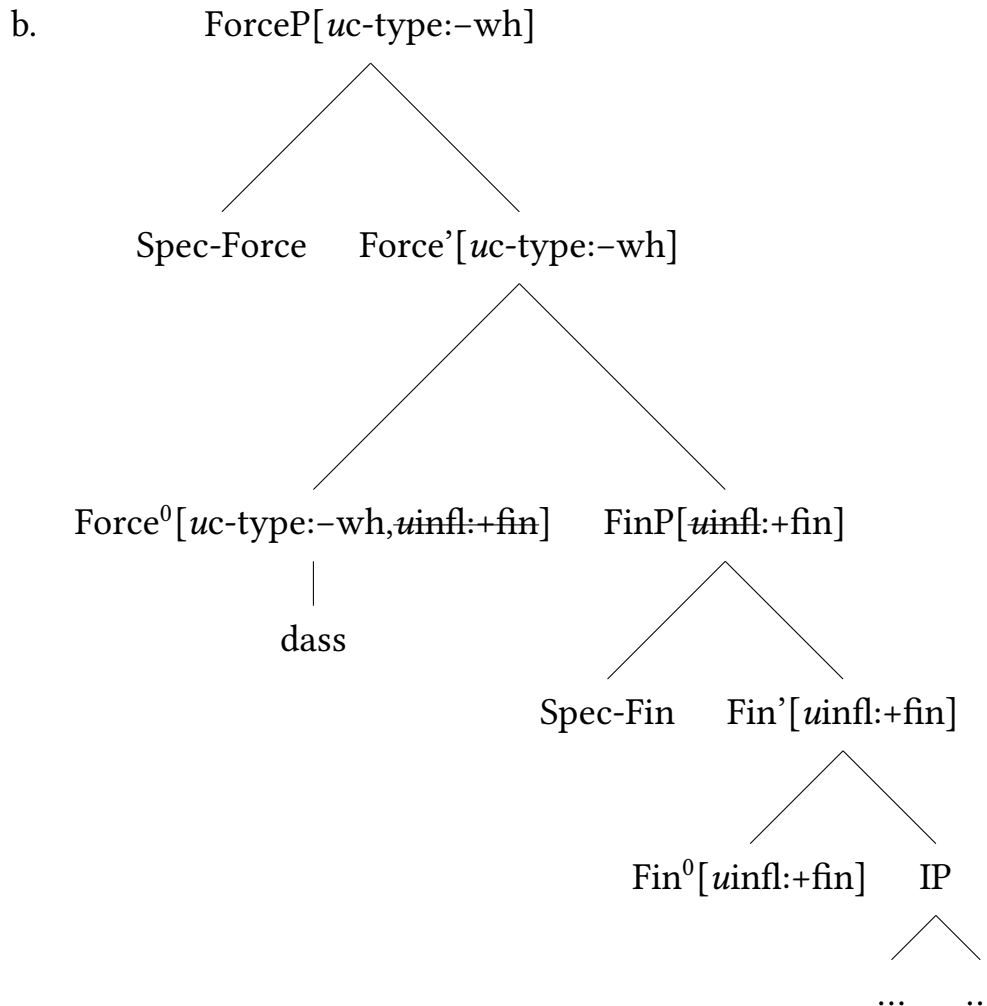 b. ForceP[uc-type:–wh]
Spec-Force Force’[uc-type:–wh]
Force⁰[uc-type:–wh,uinfl:+fin] FinP[uinfl:+fin]
dass
Spec-Fin Fin’[uinfl:+fin]
Fin⁰[uinfl:+fin] IP
... ..